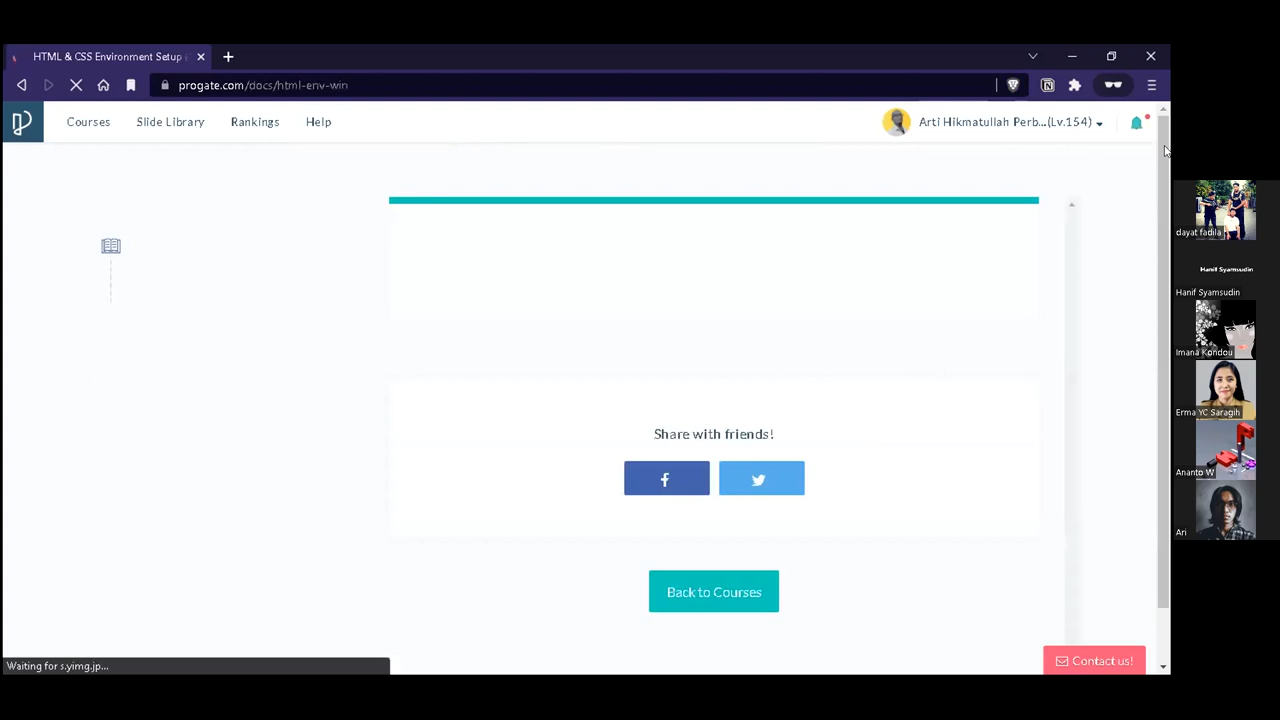 HTML & CSS Environment Setup
progate.com/docs/html-env-win
Courses
Slide Library
Rankings
Help
Arti Hikmatullah Perb...(Lv.154)
Share with friends!
Back to Courses
Contact us!
Waiting for s.yimg.jp...
dayat fadila
Hanif Syamsudin
Hanif Syamsudin
Imana Kondou
Erma YC Saragih
Ananto W
Ari